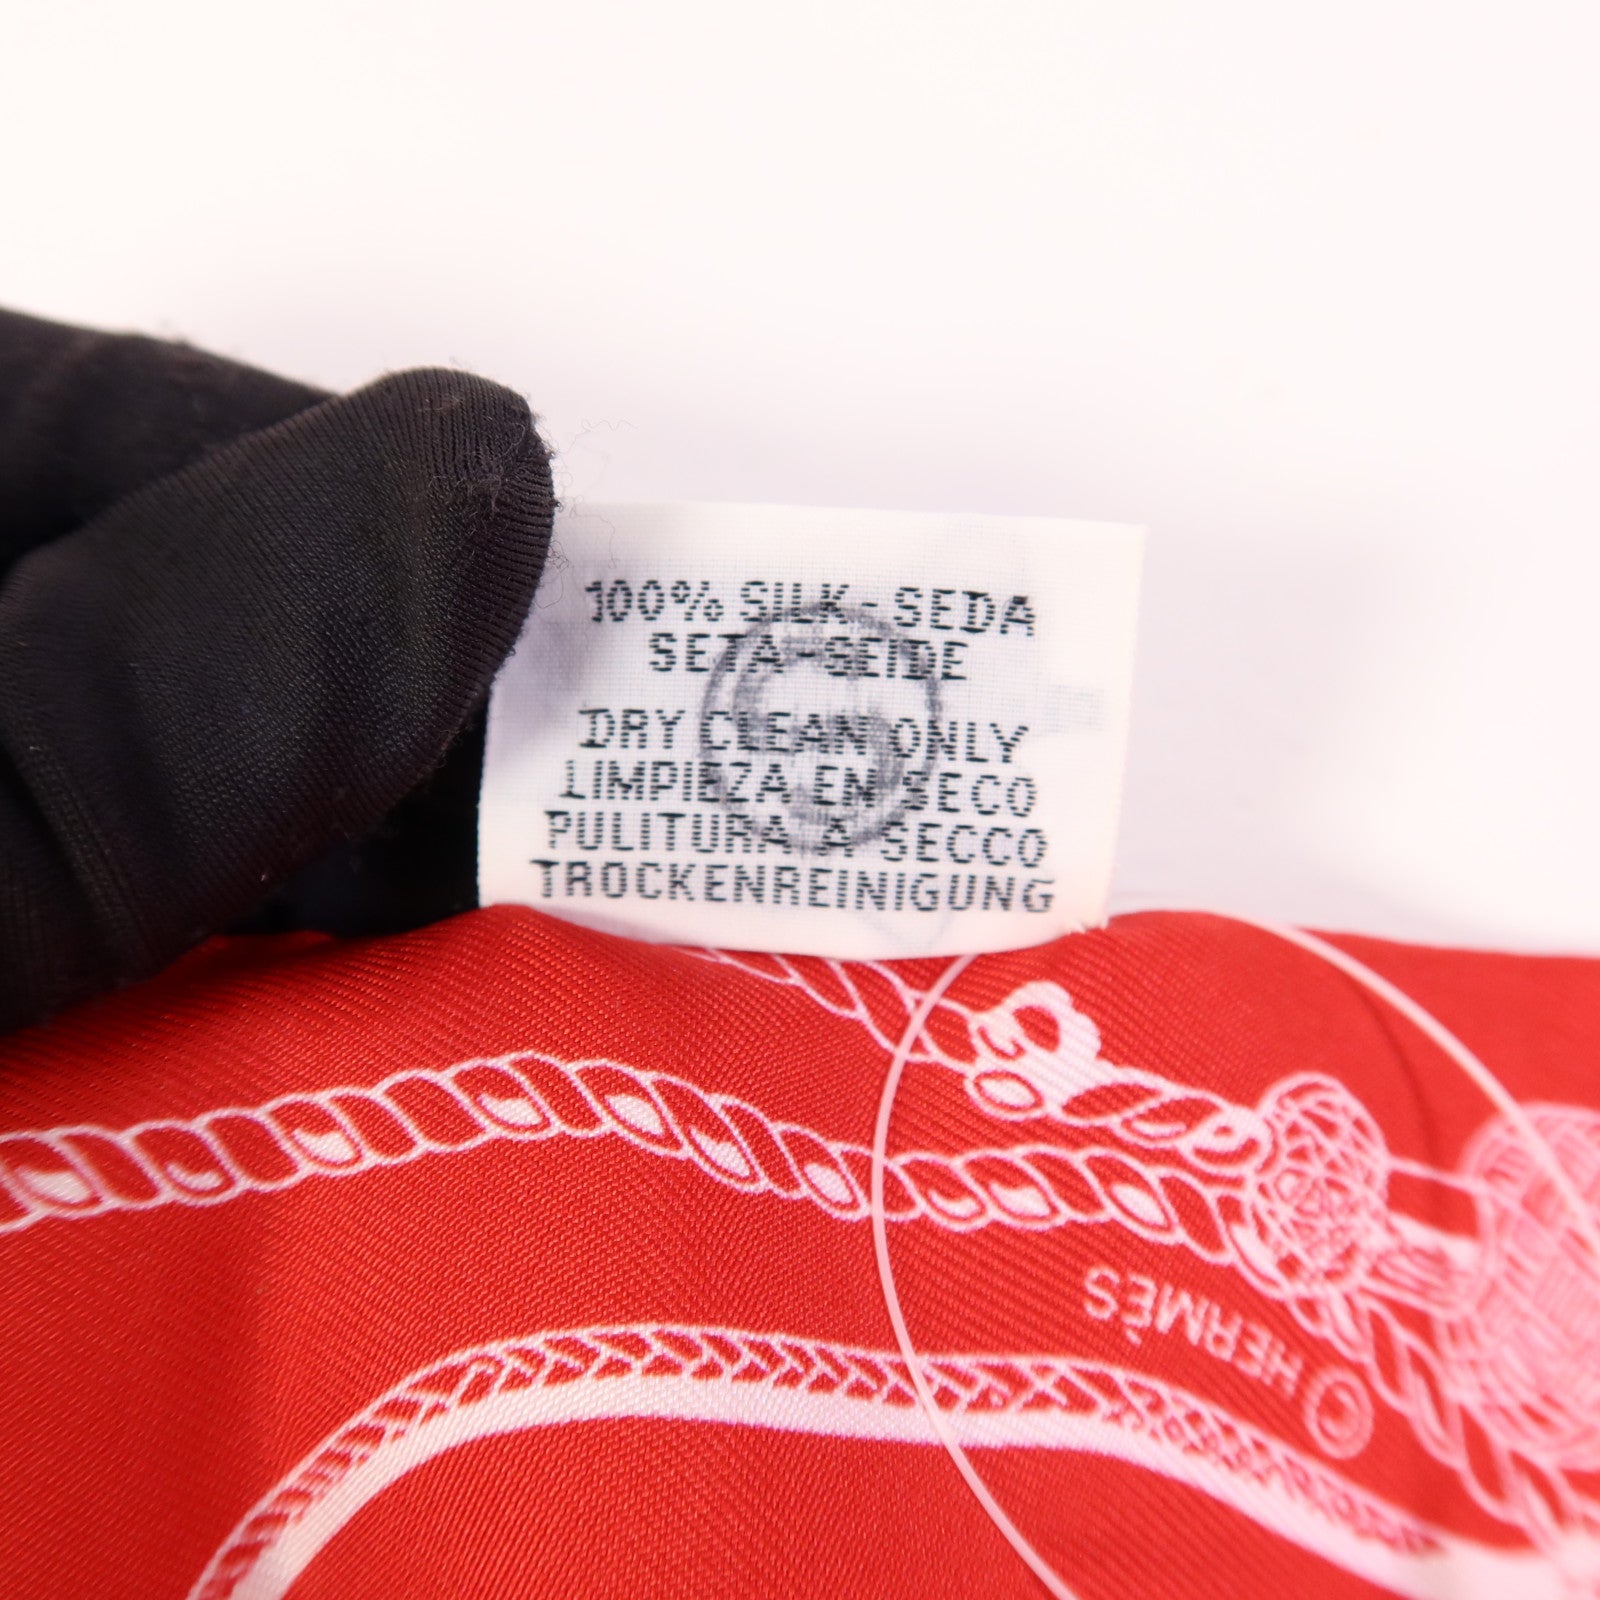 100% SILK-SEDA
SETA-SEIDE
DRY CLEAN ONLY
LIMPIEZA EN SECO
PULITURA A SECCO
TROCKENREINIGUNG
S
©HERMÈS